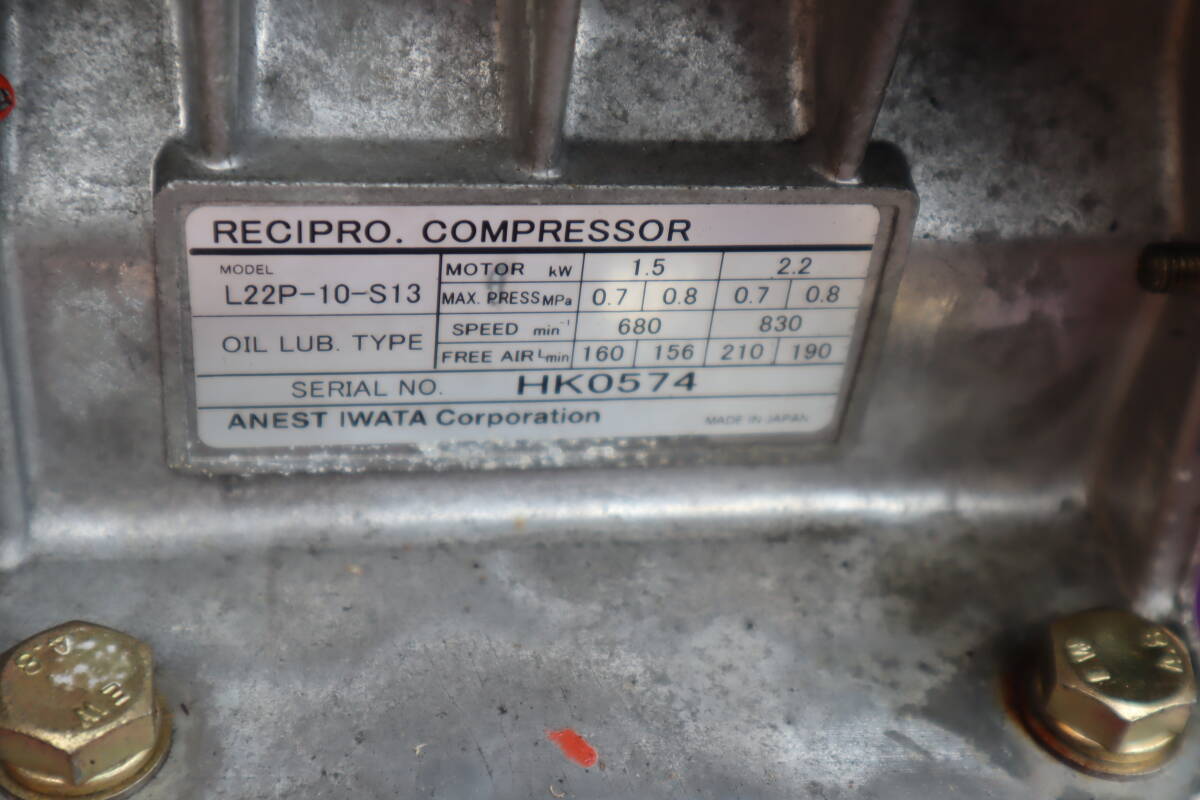 RECIPRO. COMPRESSOR
MODEL
L22P-10-S13
OIL LUB. TYPE
MOTOR kW 1.5 2.2
MAX. PRESS MPa 0.7 0.8 0.7 0.8
SPEED min⁻¹ 680 830
FREE AIR L/min 160 156 210 190
SERIAL NO. HK0574
ANEST IWATA Corporation
MADE IN JAPAN
4.8